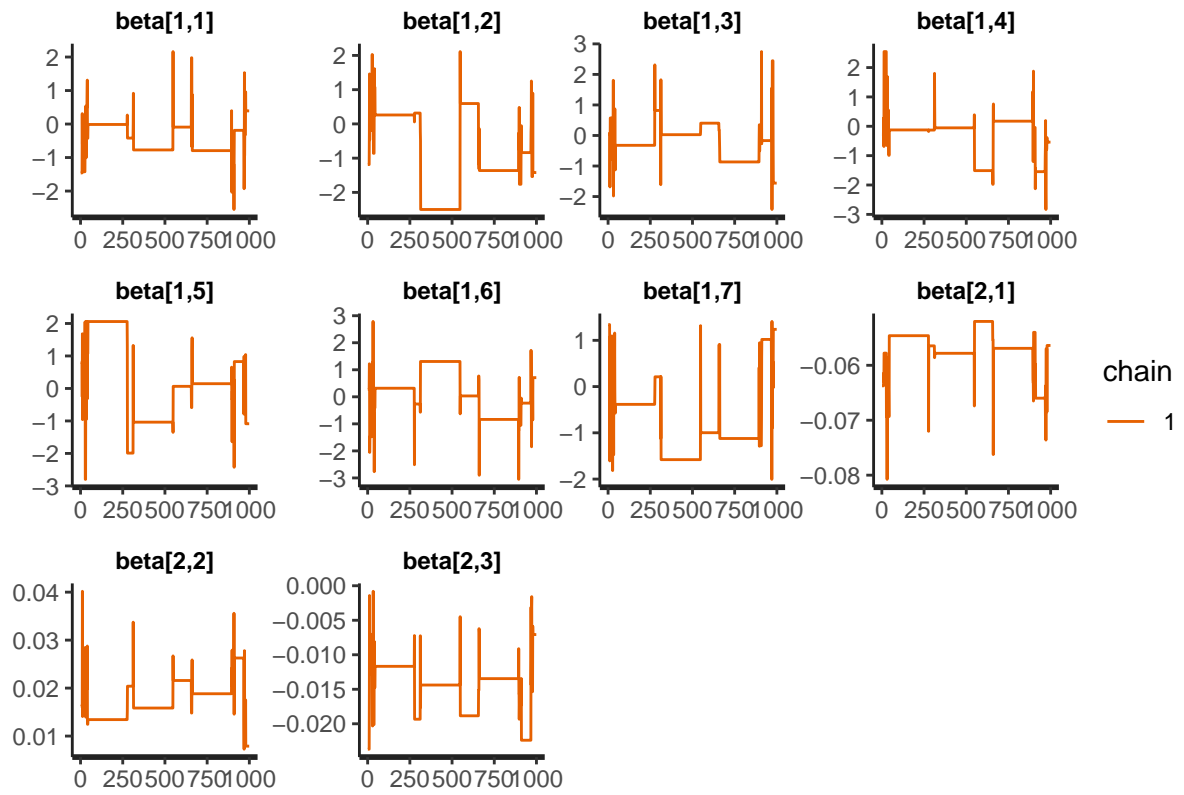 beta[1,1] beta[1,2] beta[1,3] beta[1,4]
2 1 0 −1 −2
2 1 0 −1 −2
3 2 1 0 −1 −2
2 1 0 −1 −2 −3
0 250 500 750 1000
0 250 500 750 1000
0 250 500 750 1000
0 250 500 750 1000
beta[1,5] beta[1,6] beta[1,7] beta[2,1]
2 1 0 −1 −2 −3
3 2 1 0 −1 −2 −3
1 0 −1 −2
−0.06 −0.07 −0.08
0 250 500 750 1000
0 250 500 750 1000
0 250 500 750 1000
0 250 500 750 1000
chain
1
beta[2,2] beta[2,3]
0.04 0.03 0.02 0.01
0.000 −0.005 −0.010 −0.015 −0.020
0 250 500 750 1000
0 250 500 750 1000